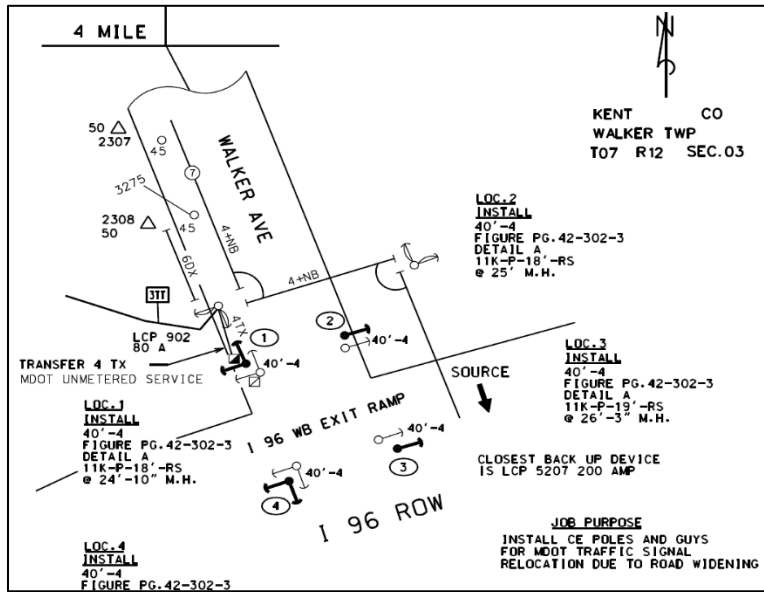 4 MILE
KENT CO
WALKER TWP
T07 R12 SEC.03
50
2307
45
7
WALKER AVE
3275
2308
50
45
4+NB
6DX
4+NB
3TT
LCP 902
80 A
4TX
1
40'-4
2
40'-4
TRANSFER 4 TX
MDOT UNMETERED SERVICE
LOC.2
INSTALL
40'-4
FIGURE PG.42-302-3
DETAIL A
11K-P-18'-RS
@ 25' M.H.
LOC.3
INSTALL
40'-4
FIGURE PG.42-302-3
DETAIL A
11K-P-19'-RS
@ 26'-3" M.H.
SOURCE
LOC.1
INSTALL
40'-4
FIGURE PG.42-302-3
DETAIL A
11K-P-18'-RS
@ 24'-10" M.H.
I 96 WB EXIT RAMP
40'-4
3
40'-4
4
I 96 ROW
CLOSEST BACK UP DEVICE
IS LCP 5207 200 AMP
LOC.4
INSTALL
40'-4
FIGURE PG.42-302-3
JOB PURPOSE
INSTALL CE POLES AND GUYS
FOR MDOT TRAFFIC SIGNAL
RELOCATION DUE TO ROAD WIDENING